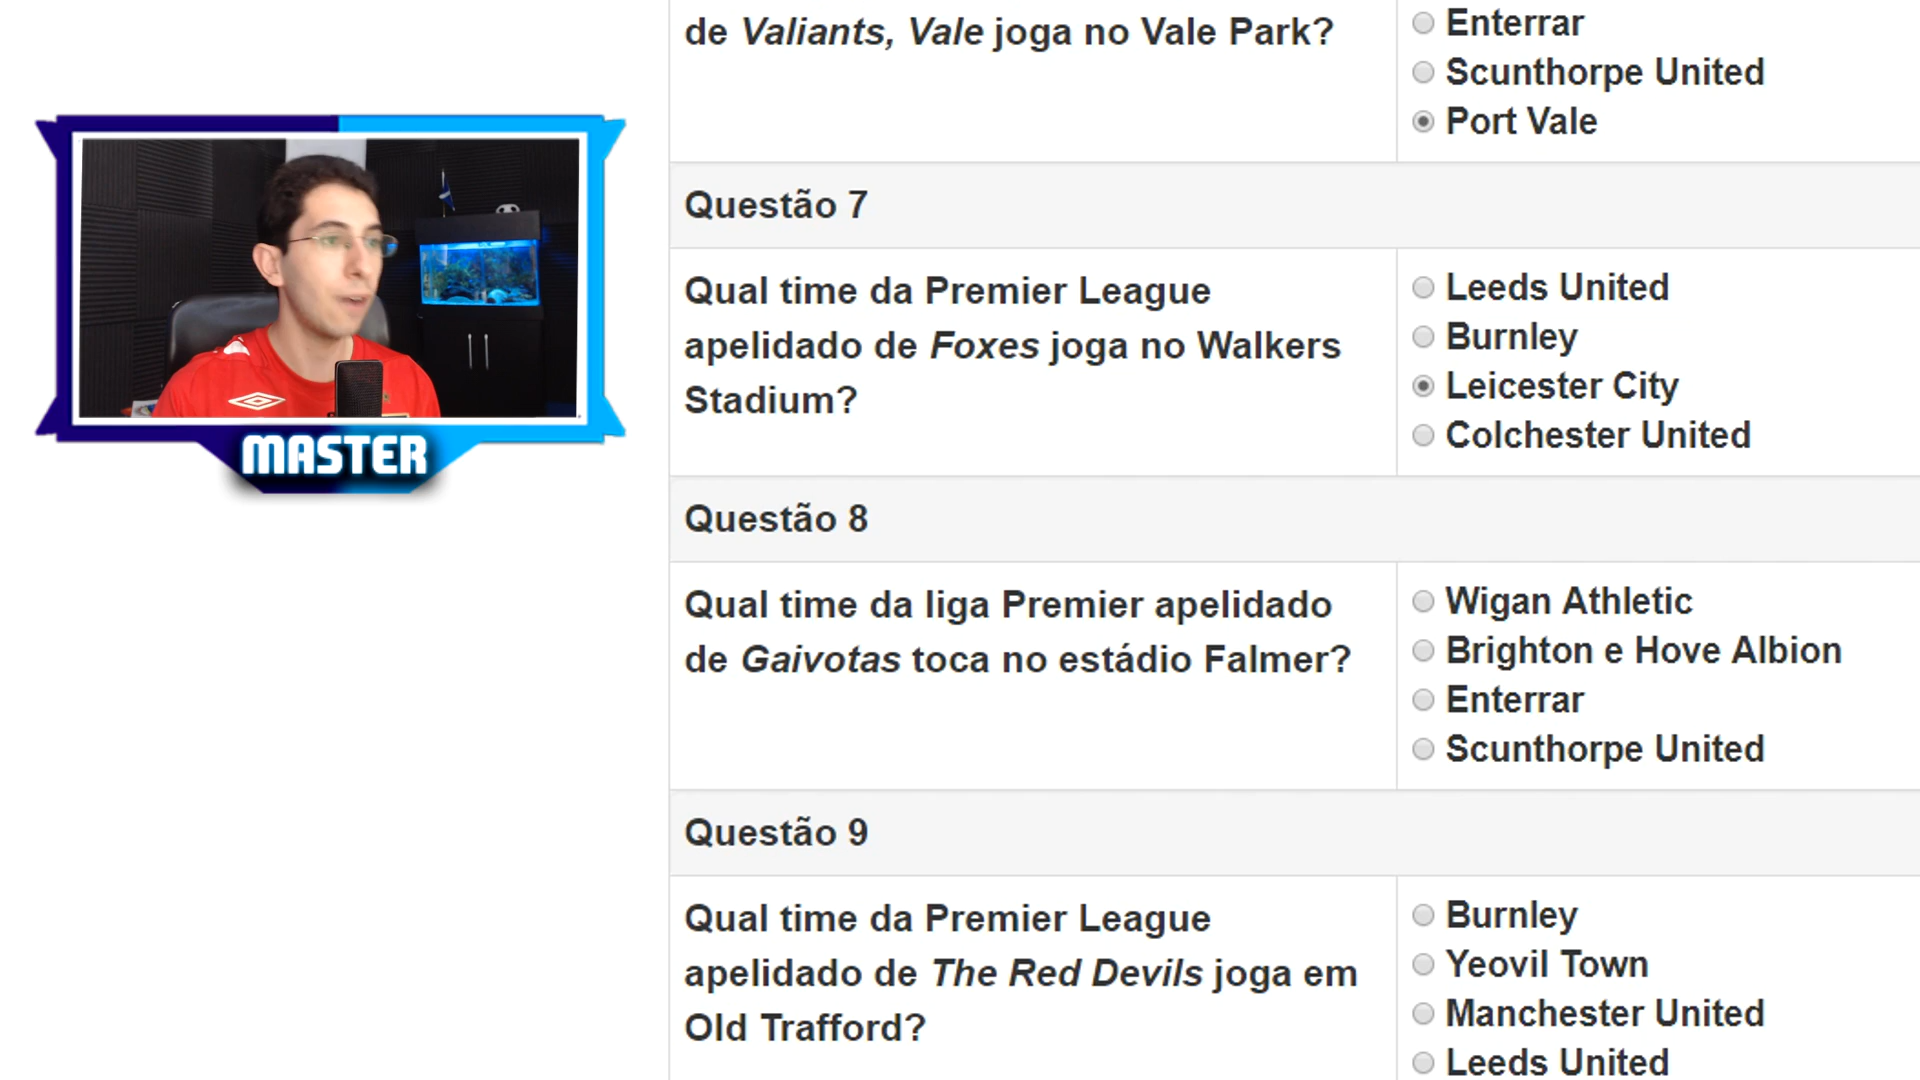 de Valiants, Vale joga no Vale Park?
Enterrar
Scunthorpe United
Port Vale
Questão 7
Qual time da Premier League
apelidado de Foxes joga no Walkers
Stadium?
Leeds United
Burnley
Leicester City
Colchester United
Questão 8
Qual time da liga Premier apelidado
de Gaivotas toca no estádio Falmer?
Wigan Athletic
Brighton e Hove Albion
Enterrar
Scunthorpe United
Questão 9
Qual time da Premier League
apelidado de The Red Devils joga em
Old Trafford?
Burnley
Yeovil Town
Manchester United
Leeds United
MASTER